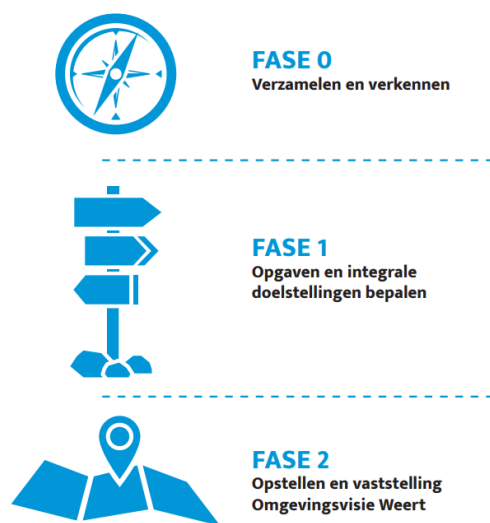 FASE 0
Verzamelen en verkennen
FASE 1
Opgaven en integrale
doelstellingen bepalen
FASE 2
Opstellen en vaststelling
Omgevingsvisie Weert